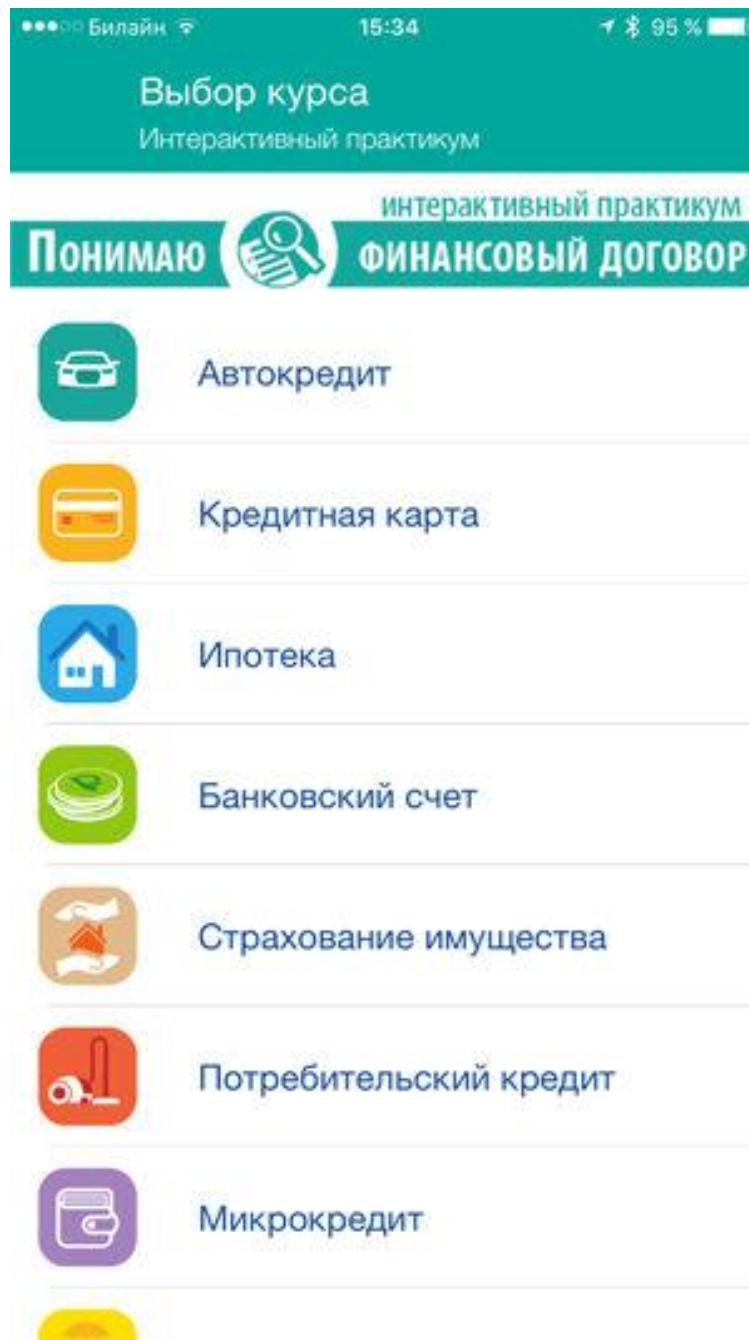 Билайн 15:34 95 %
Выбор курса
Интерактивный практикум
интерактивный практикум
Понимаю финансовый договор
Автокредит
Кредитная карта
Ипотека
Банковский счет
Страхование имущества
Потребительский кредит
Микрокредит